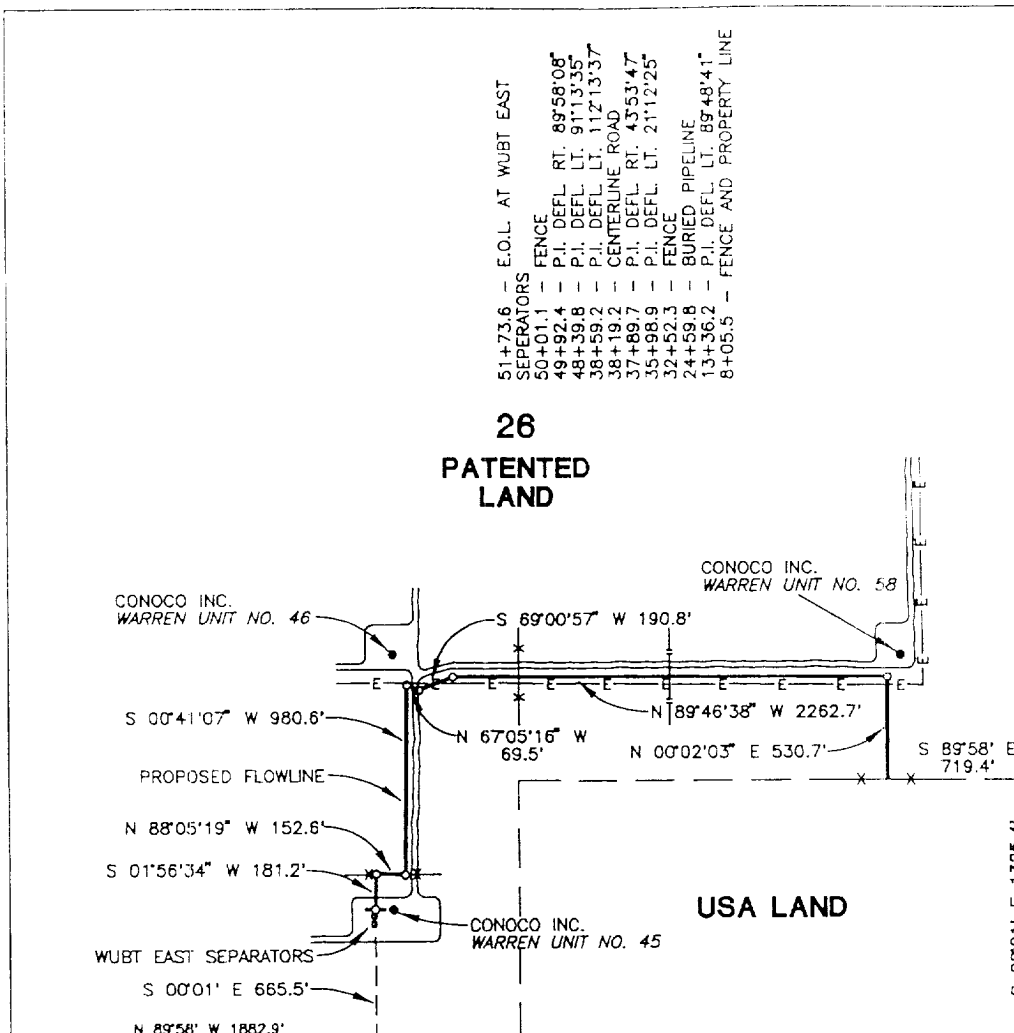 51+73.6 – E.O.L. AT WUBT EAST
SEPERATORS
50+01.1 – FENCE
49+92.4 – P.I. DEFL. RT. 89°58'08"
48+39.8 – P.I. DEFL. LT. 91°13'35"
38+59.2 – P.I. DEFL. LT. 112°13'37"
38+19.2 – CENTERLINE ROAD
37+89.7 – P.I. DEFL. RT. 43°53'47"
35+98.9 – P.I. DEFL. LT. 21°12'25"
32+52.3 – FENCE
24+59.8 – BURIED PIPELINE
13+36.2 – P.I. DEFL. LT. 89°48'41"
8+05.5 – FENCE AND PROPERTY LINE
26
PATENTED
LAND
CONOCO INC.
WARREN UNIT NO. 46
CONOCO INC.
WARREN UNIT NO. 58
S 69°00'57" W 190.8'
E E E E E E E E E E E E
S 00°41'07" W 980.6'
N 67°05'16" W
69.5'
N 89°46'38" W 2262.7'
N 00°02'03" E 530.7'
S 89°58' E
719.4'
PROPOSED FLOWLINE
N 88°05'19" W 152.6'
S 01°56'34" W 181.2'
USA LAND
CONOCO INC.
WARREN UNIT NO. 45
WUBT EAST SEPARATORS
S 00°01' E 665.5'
N 89°58' W 1882.9'